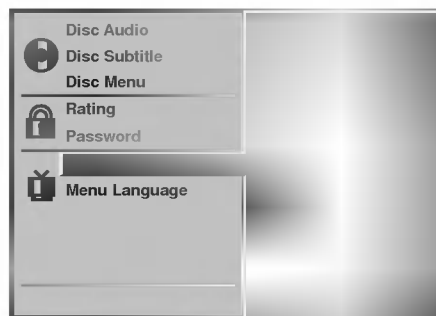 Disc Audio
Disc Subtitle
Disc Menu
Rating
Password
Menu Language